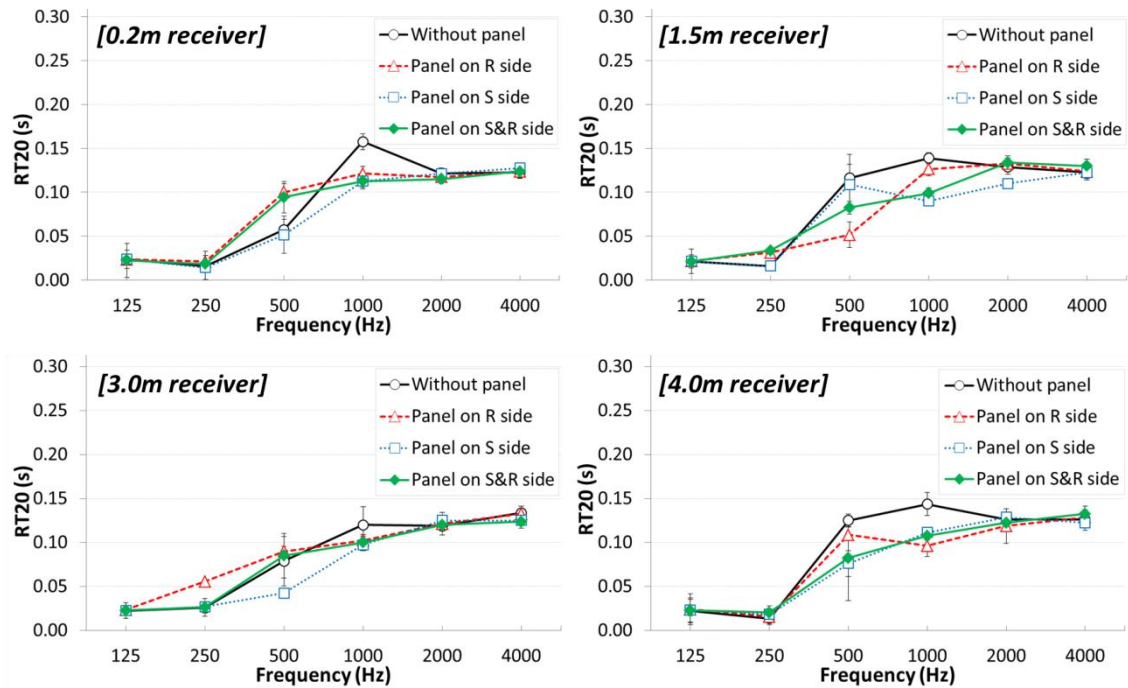 [0.2m receiver]
Without panel
Panel on R side
Panel on S side
Panel on S&R side
RT20 (s)
0.30
0.25
0.20
0.15
0.10
0.05
0.00
125 250 500 1000 2000 4000
Frequency (Hz)
[1.5m receiver]
Without panel
Panel on R side
Panel on S side
Panel on S&R side
RT20 (s)
0.30
0.25
0.20
0.15
0.10
0.05
0.00
125 250 500 1000 2000 4000
Frequency (Hz)
[3.0m receiver]
Without panel
Panel on R side
Panel on S side
Panel on S&R side
RT20 (s)
0.30
0.25
0.20
0.15
0.10
0.05
0.00
125 250 500 1000 2000 4000
Frequency (Hz)
[4.0m receiver]
Without panel
Panel on R side
Panel on S side
Panel on S&R side
RT20 (s)
0.30
0.25
0.20
0.15
0.10
0.05
0.00
125 250 500 1000 2000 4000
Frequency (Hz)